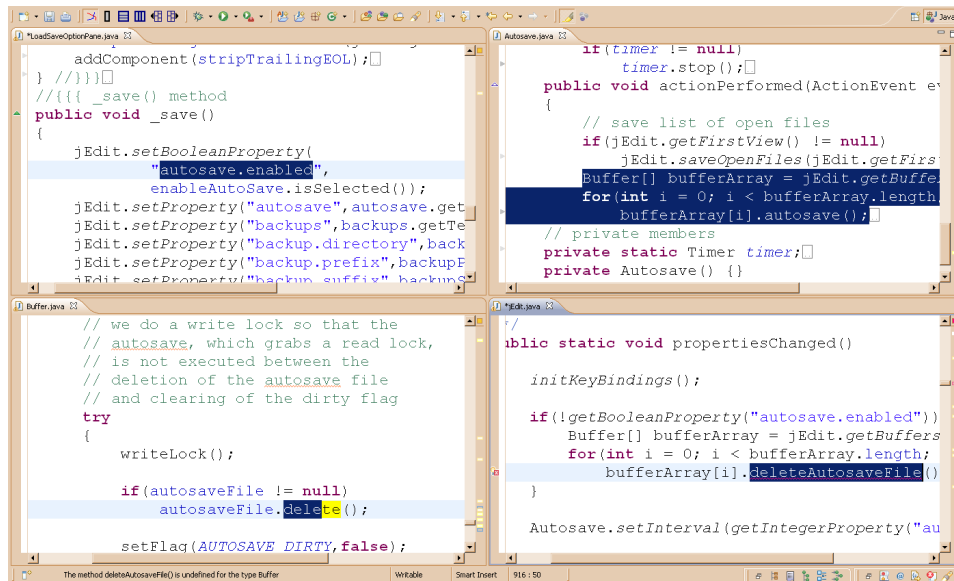 Java
*LoadSaveOptionPane.java
addComponent(stripTrailingEOL);
} //}}}
//{{{ _save() method
public void _save()
{
jEdit.setBooleanProperty(
"autosave.enabled",
enableAutoSave.isSelected());
jEdit.setProperty("autosave",autosave.get
jEdit.setProperty("backups",backups.getTe
jEdit.setProperty("backup.directory",back
jEdit.setProperty("backup.prefix",backupP
jEdit.setProperty("backup.suffix",backupS
Autosave.java
if(timer != null)
timer.stop();
public void actionPerformed(ActionEvent ev
{
// save list of open files
if(jEdit.getFirstView() != null)
jEdit.saveOpenFiles(jEdit.getFirs
Buffer[] bufferArray = jEdit.getBuffe
for(int i = 0; i < bufferArray.length;
bufferArray[i].autosave();
// private members
private static Timer timer;
private Autosave() {}
Buffer.java
// we do a write lock so that the
// autosave, which grabs a read lock,
// is not executed between the
// deletion of the autosave file
// and clearing of the dirty flag
try
{
writeLock();
if(autosaveFile != null)
autosaveFile.delete();
setFlag(AUTOSAVE_DIRTY,false);
*jEdit.java
*/
ublic static void propertiesChanged()
initKeyBindings();
if(!getBooleanProperty("autosave.enabled"))
Buffer[] bufferArray = jEdit.getBuffers
for(int i = 0; i < bufferArray.length;
bufferArray[i].deleteAutosaveFile()
}
Autosave.setInterval(getIntegerProperty("au
The method deleteAutosaveFile() is undefined for the type Buffer
Writable
Smart Insert
916 : 50